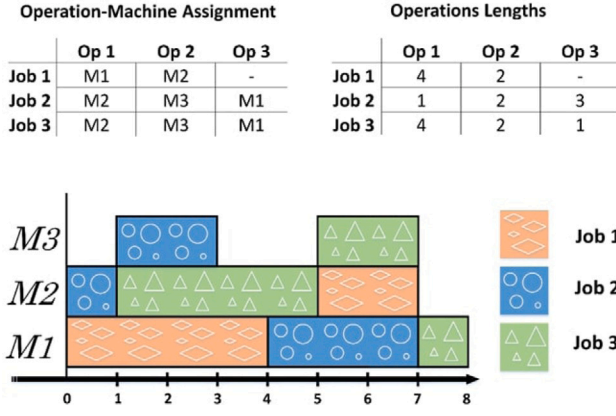 Operation-Machine Assignment
Op 1 Op 2 Op 3
Job 1 M1 M2 -
Job 2 M2 M3 M1
Job 3 M2 M3 M1
Operations Lengths
Op 1 Op 2 Op 3
Job 1 4 2 -
Job 2 1 2 3
Job 3 4 2 1
M3
M2
M1
0 1 2 3 4 5 6 7 8
Job 1
Job 2
Job 3